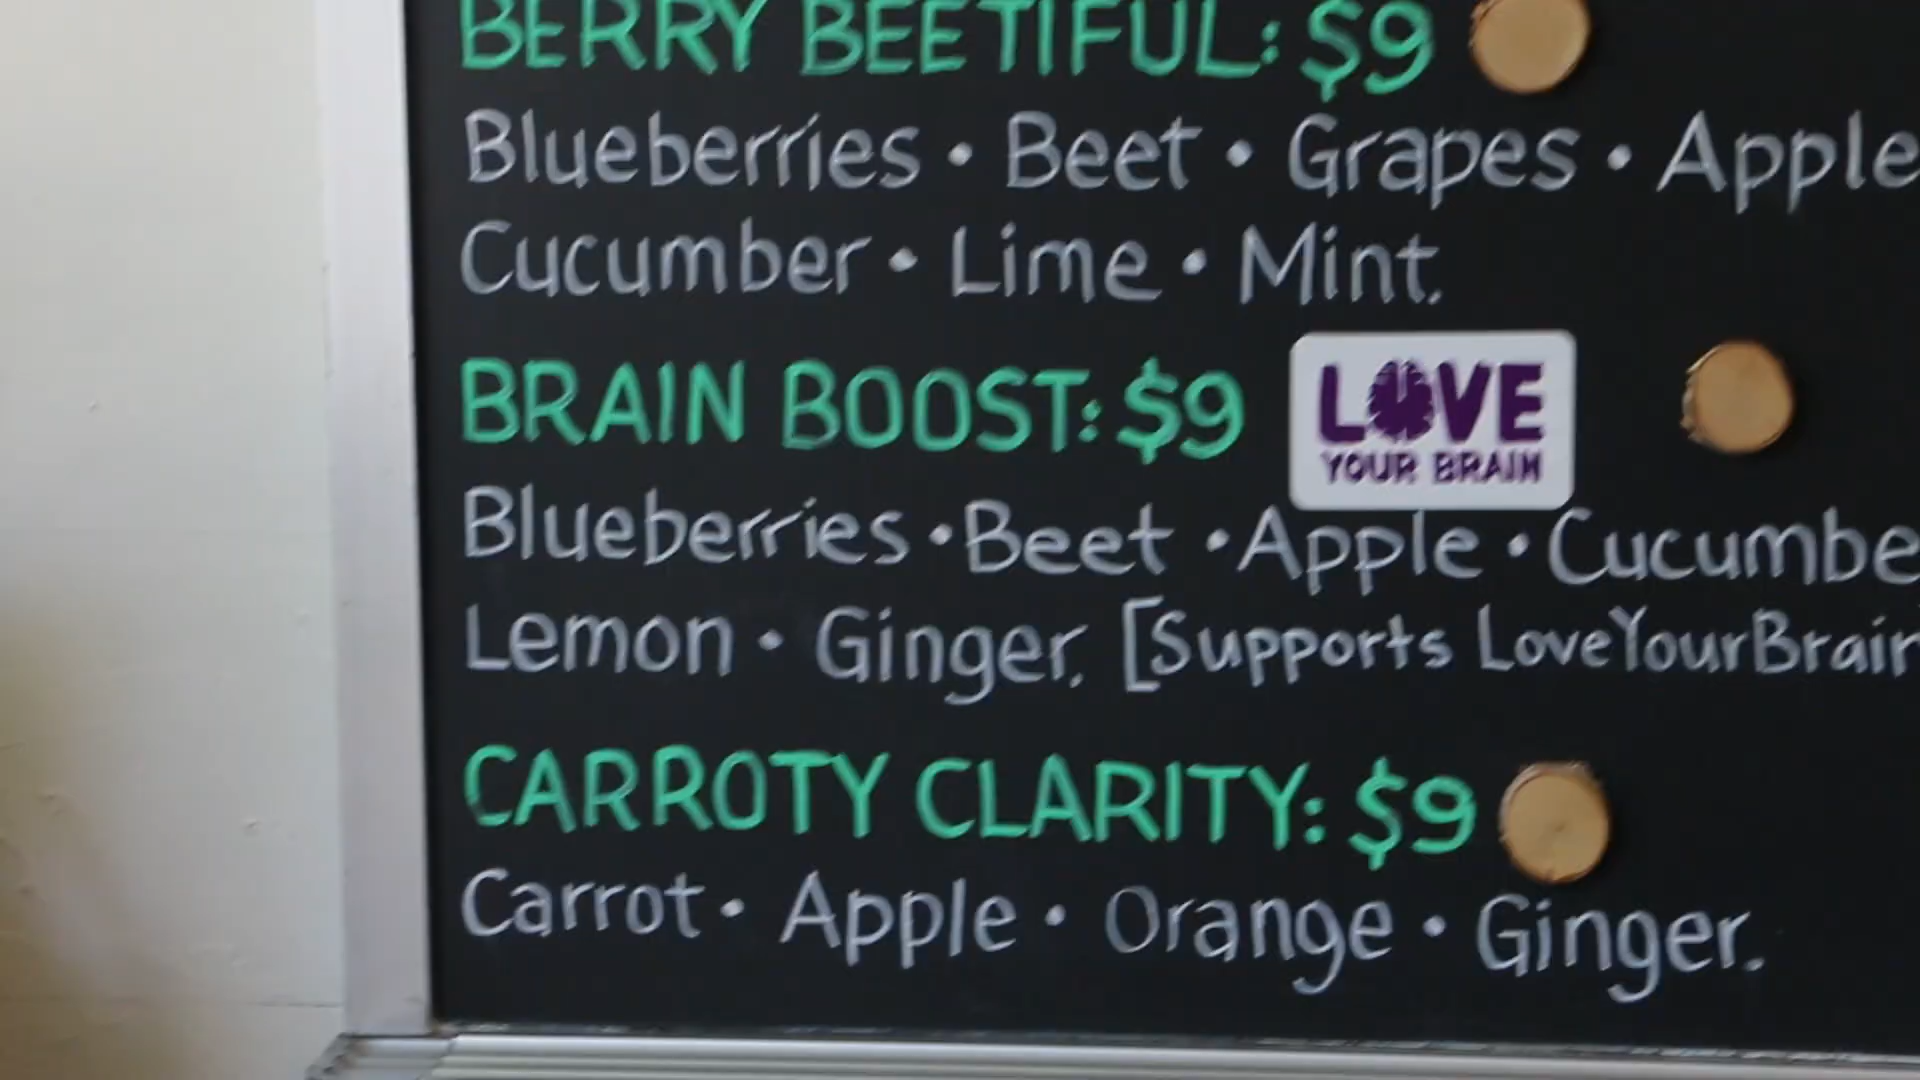 BERRY BEETIFUL: $9
Blueberries • Beet • Grapes • Apple
Cucumber • Lime • Mint.
BRAIN BOOST: $9
LOVE
YOUR BRAIN
Blueberries • Beet • Apple • Cucumbe
Lemon • Ginger. [Supports LoveYourBrain
CARROTY CLARITY: $9
Carrot • Apple • Orange • Ginger.